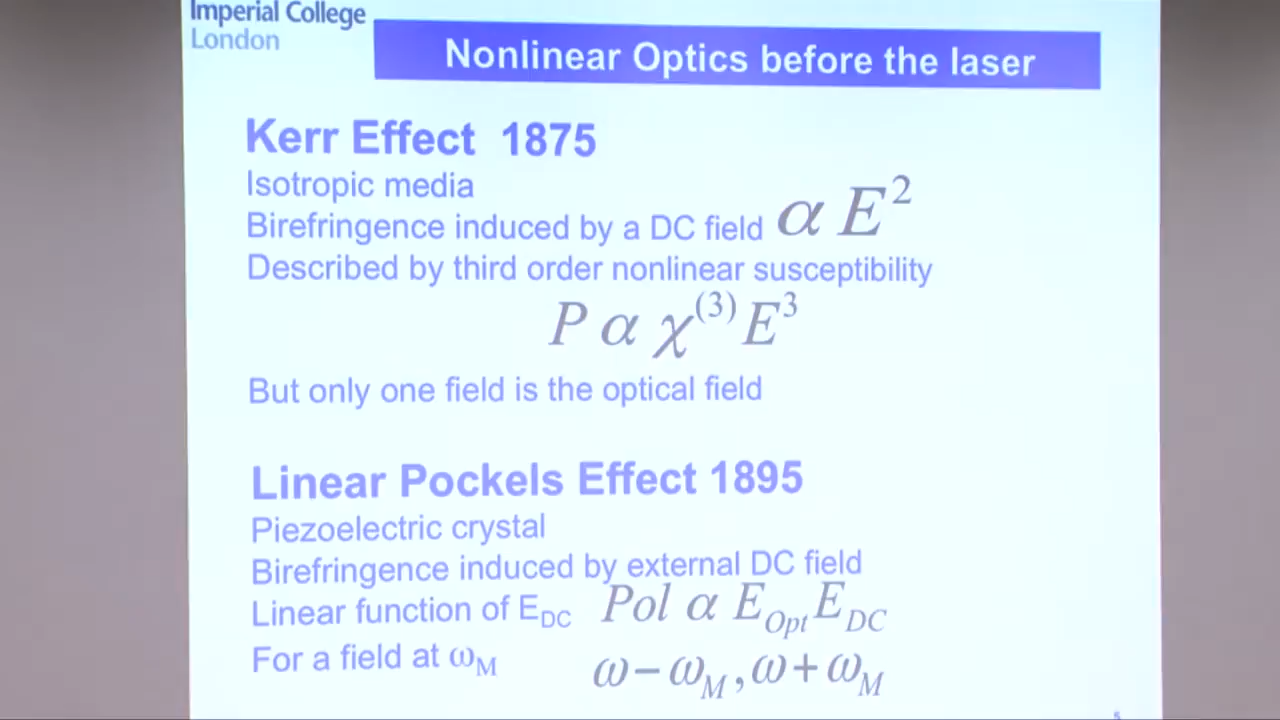 Imperial College
London
Nonlinear Optics before the laser
Kerr Effect 1875
Isotropic media
Birefringence induced by a DC field α E²
Described by third order nonlinear susceptibility
P α χ⁽³⁾E³
But only one field is the optical field
Linear Pockels Effect 1895
Piezoelectric crystal
Birefringence induced by external DC field
Linear function of E_DC Pol α E_Opt E_DC
For a field at ω_M ω−ω_M, ω+ω_M
5